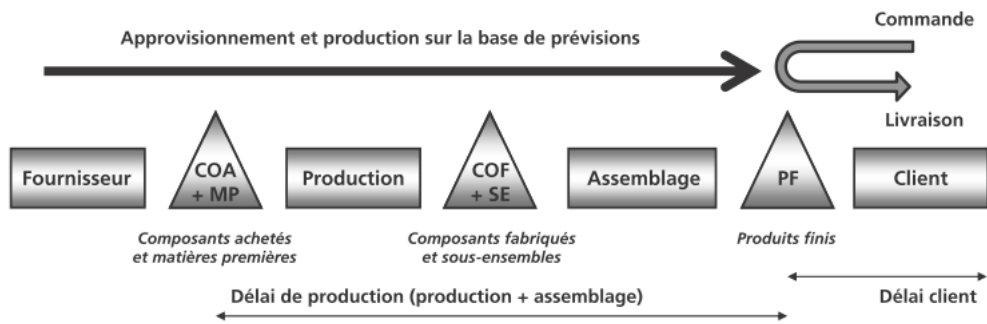 Commande
Approvisionnement et production sur la base de prévisions
Livraison
Fournisseur
COA
+ MP
Production
COF
+ SE
Assemblage
PF
Client
Composants achetés
et matières premières
Composants fabriqués
et sous-ensembles
Produits finis
Délai de production (production + assemblage)
Délai client